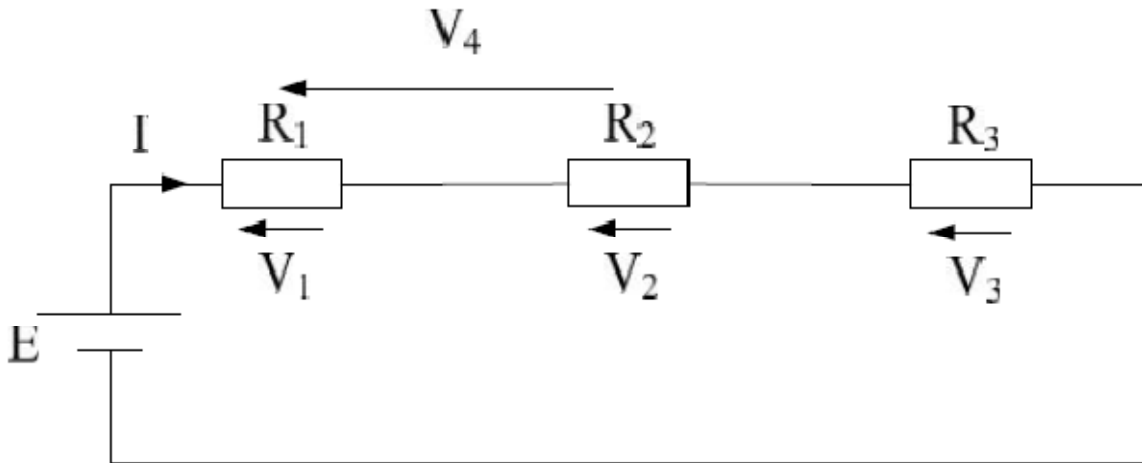 V₄
I R₁ R₂ R₃
V₁ V₂ V₃
E